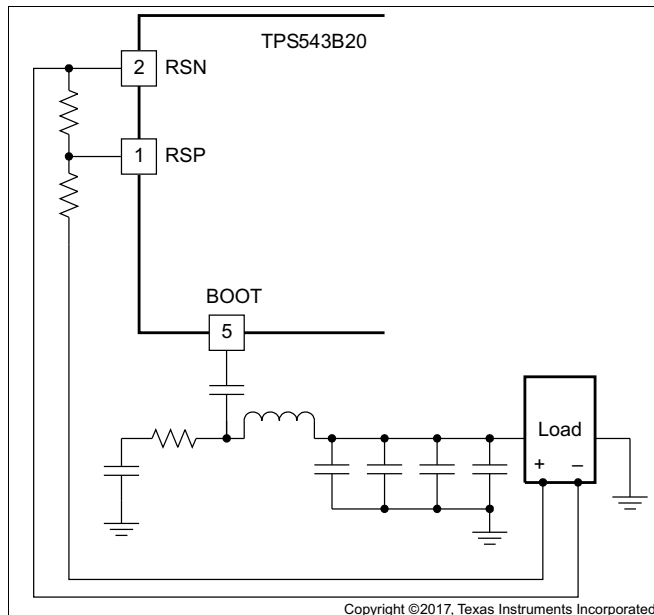 TPS543B20
2 RSN
1 RSP
BOOT
5
Load
+ –
Copyright ©2017, Texas Instruments Incorporated